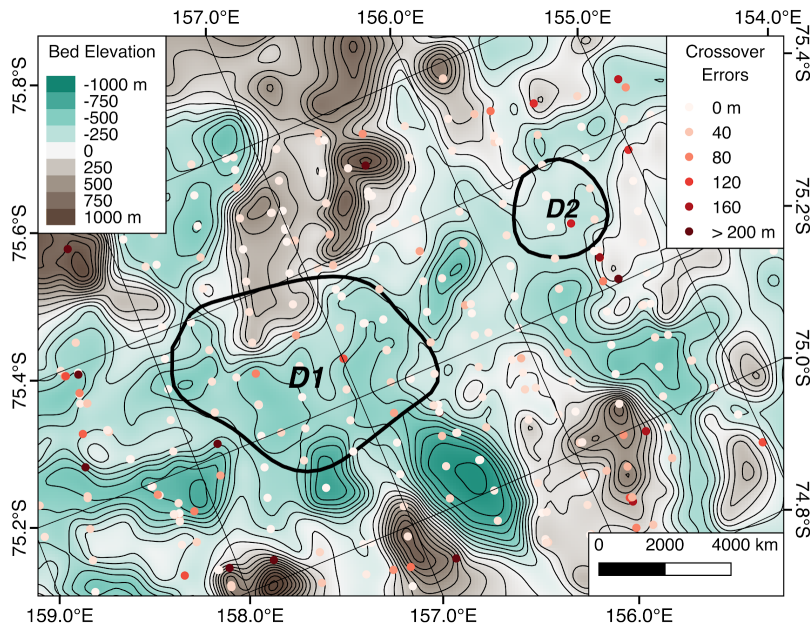 157.0°S 156.0°E 155.0°S 154.0°E
Bed Elevation
-1000 m
-750
-500
-250
0
250
500
750
1000 m
Crossover
Errors
0 m
40
80
120
160
> 200 m
75.8°S
75.6°S
75.4°S
75.2°S
75.4°S
75.2°S
75.0°S
74.8°S
D2
D1
0 2000 4000 km
159.0°E 158.0°E 157.0°E 156.0°E